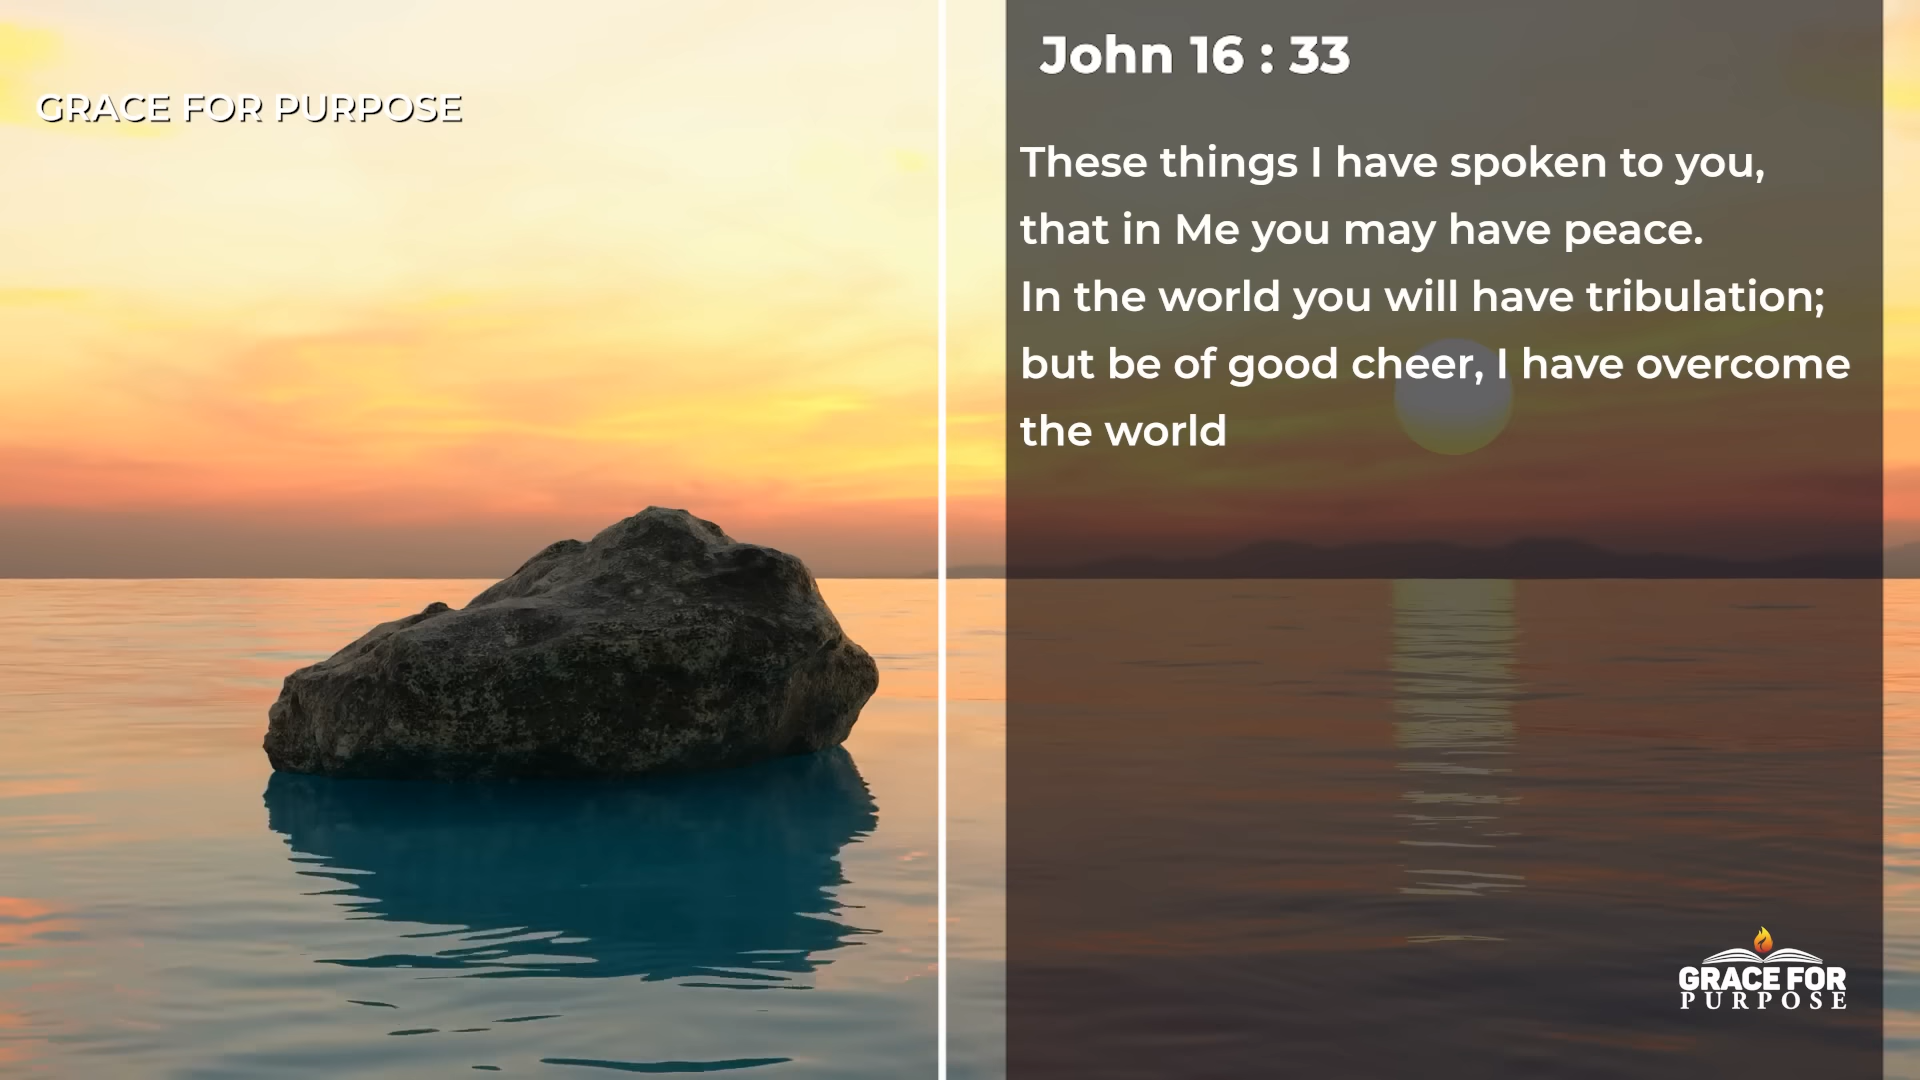 GRACE FOR PURPOSE
John 16 : 33
These things I have spoken to you,
that in Me you may have peace.
In the world you will have tribulation;
but be of good cheer, I have overcome
the world
GRACE FOR
PURPOSE